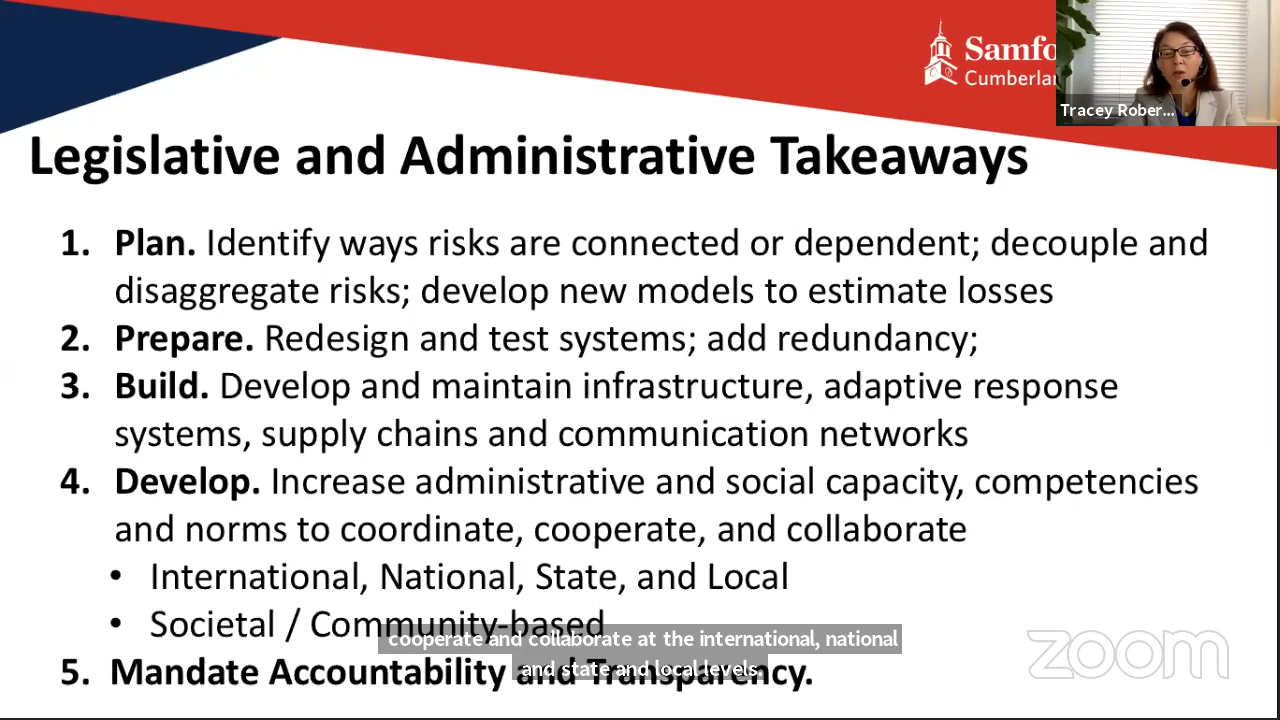 Samfo
Cumberlan
Tracey Rober...
Legislative and Administrative Takeaways
1. Plan. Identify ways risks are connected or dependent; decouple and
disaggregate risks; develop new models to estimate losses
2. Prepare. Redesign and test systems; add redundancy;
3. Build. Develop and maintain infrastructure, adaptive response
systems, supply chains and communication networks
4. Develop. Increase administrative and social capacity, competencies
and norms to coordinate, cooperate, and collaborate
• International, National, State, and Local
• Societal / Community-based
cooperate and collaborate at the international, national
and state and local levels.
5. Mandate Accountability and Transparency.
zoom